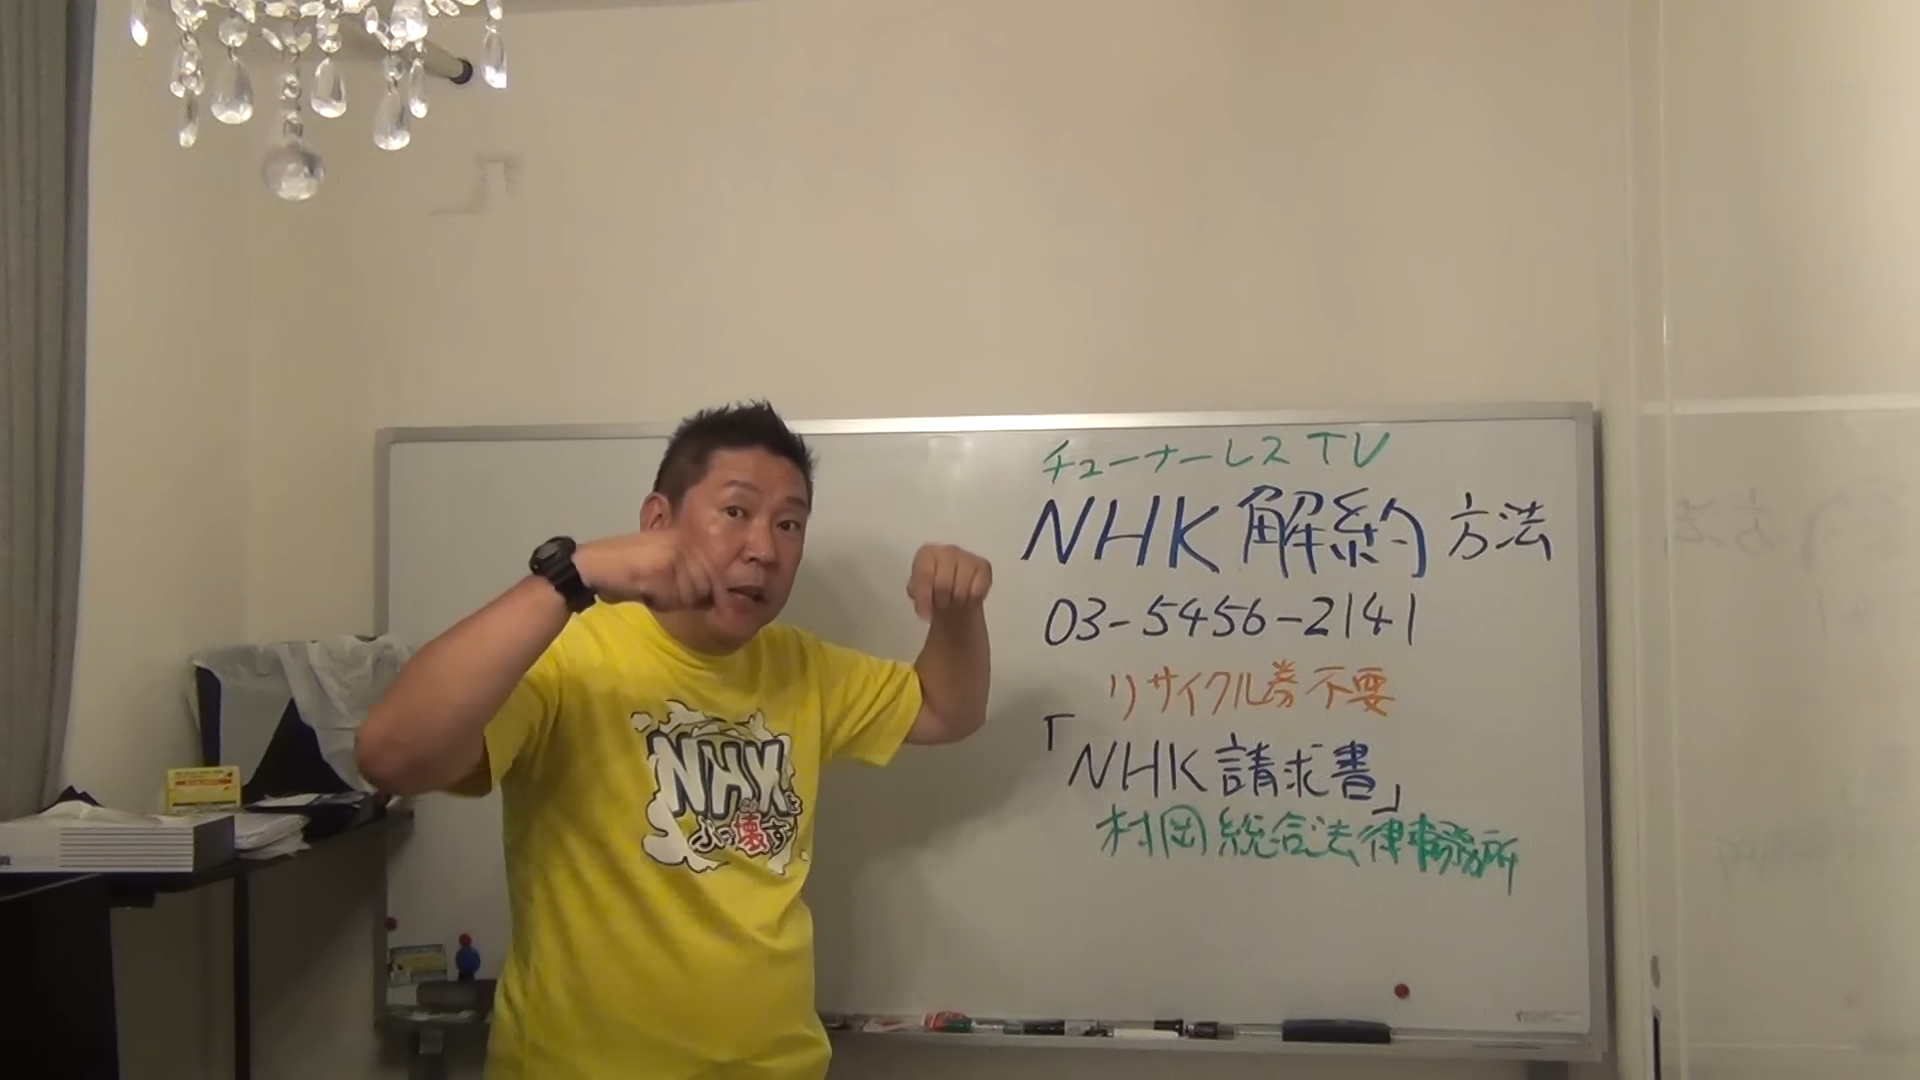 チューナーレスTV
NHK解約方法
03-5456-2141
リサイクル券不要
「NHK請求書」
村岡総合法律事務所
NHKを
ぶっ壊す